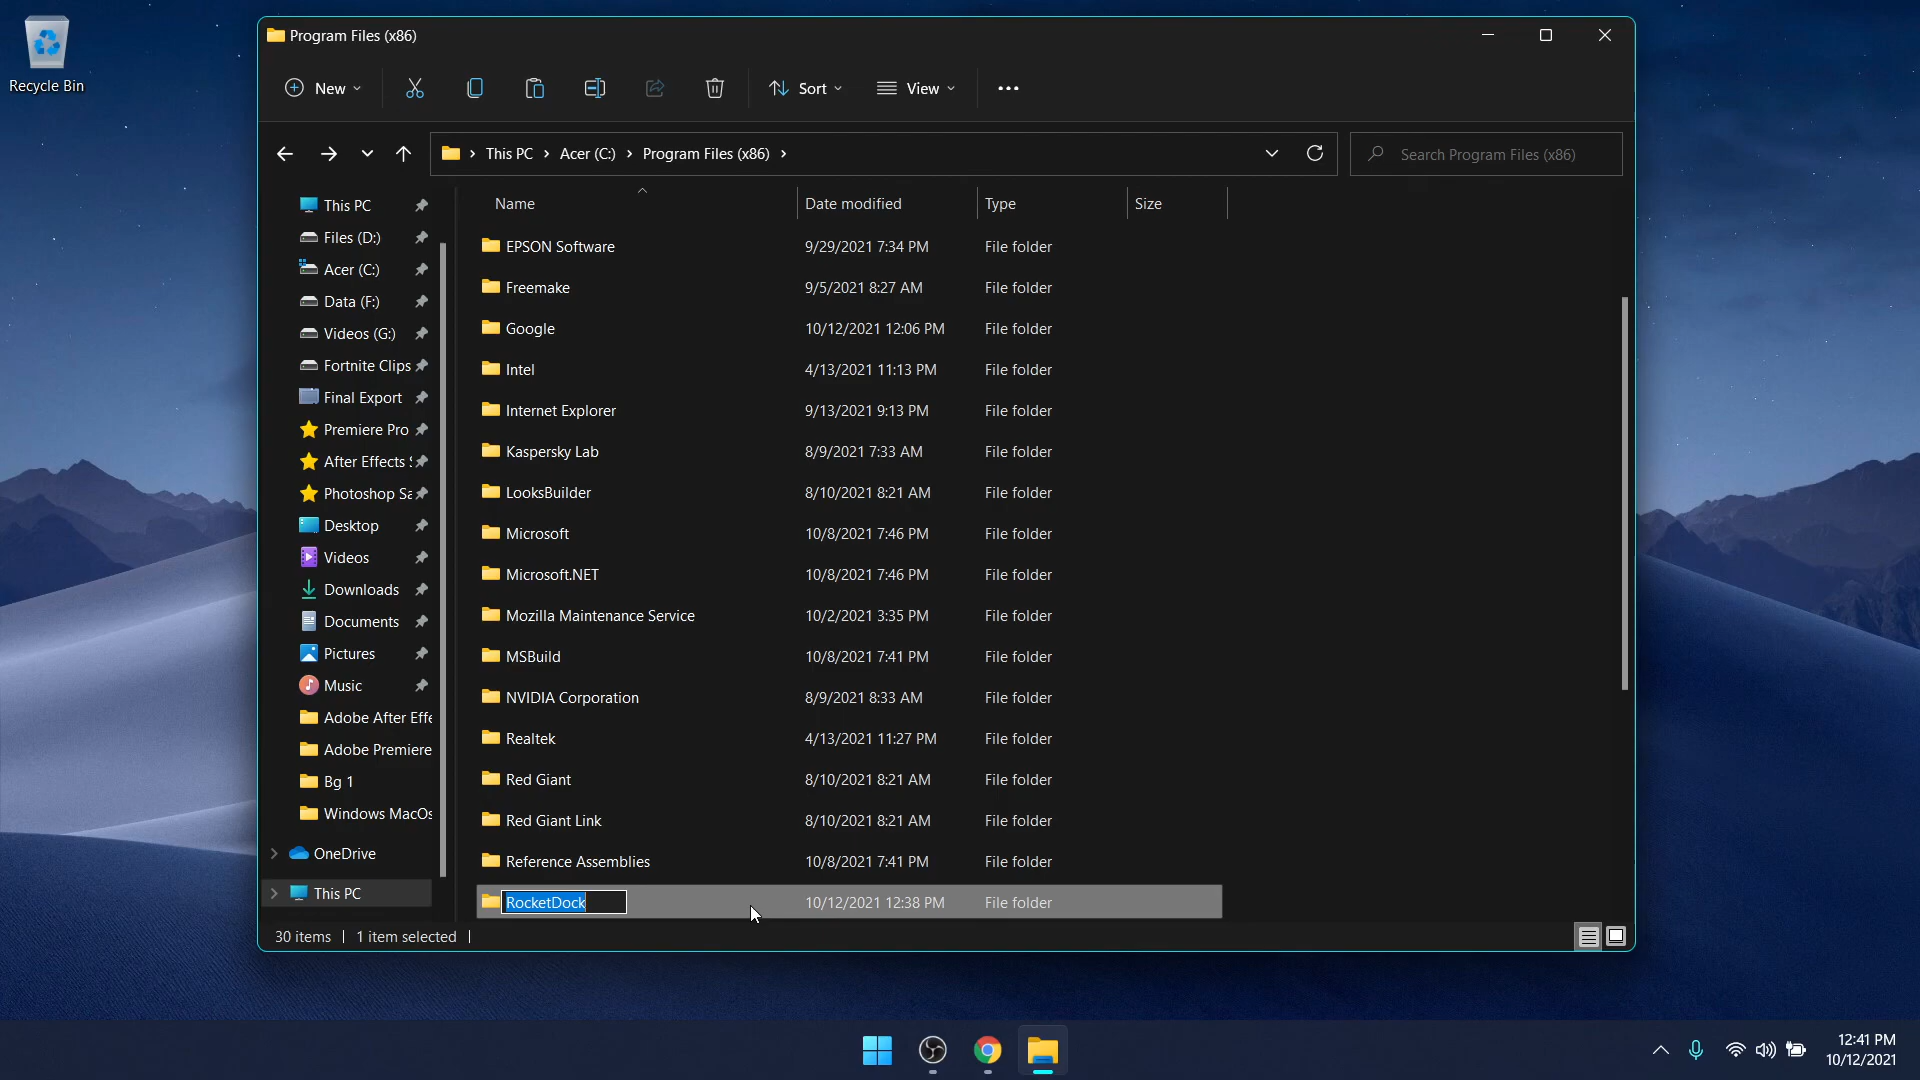 Recycle Bin
Program Files (x86)
New
Sort
View
This PC
Acer (C:)
Program Files (x86)
Search Program Files (x86)
Name
Date modified
Type
Size
This PC
Files (D:)
Acer (C:)
Data (F:)
Videos (G:)
Fortnite Clips
Final Export
Premiere Pro
After Effects S
Photoshop Sa
Desktop
Videos
Downloads
Documents
Pictures
Music
Adobe After Effe
Adobe Premiere
Bg 1
Windows MacOs
OneDrive
This PC
EPSON Software 9/29/2021 7:34 PM File folder
Freemake 9/5/2021 8:27 AM File folder
Google 10/12/2021 12:06 PM File folder
Intel 4/13/2021 11:13 PM File folder
Internet Explorer 9/13/2021 9:13 PM File folder
Kaspersky Lab 8/9/2021 7:33 AM File folder
LooksBuilder 8/10/2021 8:21 AM File folder
Microsoft 10/8/2021 7:46 PM File folder
Microsoft.NET 10/8/2021 7:46 PM File folder
Mozilla Maintenance Service 10/2/2021 3:35 PM File folder
MSBuild 10/8/2021 7:41 PM File folder
NVIDIA Corporation 8/9/2021 8:33 AM File folder
Realtek 4/13/2021 11:27 PM File folder
Red Giant 8/10/2021 8:21 AM File folder
Red Giant Link 8/10/2021 8:21 AM File folder
Reference Assemblies 10/8/2021 7:41 PM File folder
RocketDock 10/12/2021 12:38 PM File folder
30 items
1 item selected
12:41 PM
10/12/2021